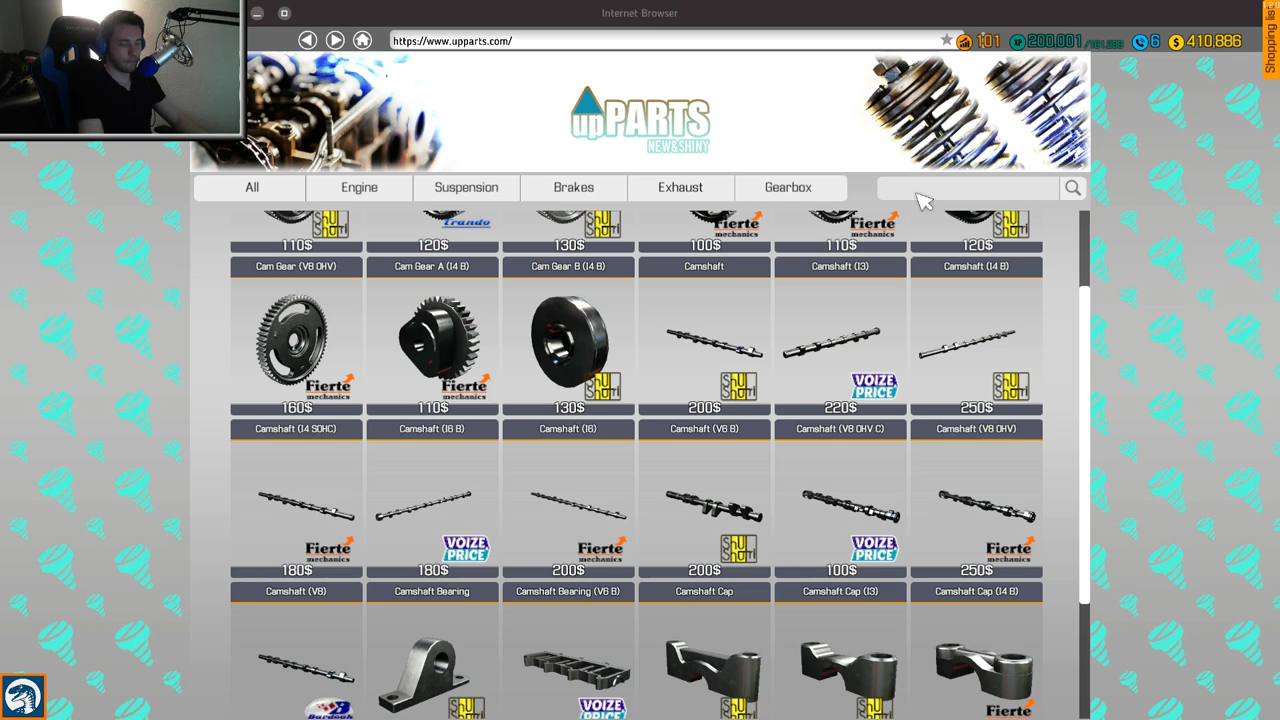 Internet Browser
https://www.upparts.com/
101
200,001
6
$ 410,886
Shopping list
upPARTS
NEW&SHINY
All Engine Suspension Brakes Exhaust Gearbox
110$ 120$ 130$ 100$ 110$ 120$
Cam Gear (V8 OHV) Cam Gear A (I4 B) Cam Gear B (I4 B) Camshaft Camshaft (I3) Camshaft (I4 B)
Fierte mechanics Fierte mechanics VOIZE PRICE
160$ 110$ 130$ 200$ 220$ 250$
Camshaft (I4 SOHC) Camshaft (I6 B) Camshaft (I6) Camshaft (V6 B) Camshaft (V8 OHV C) Camshaft (V8 OHV)
Fierte mechanics VOIZE PRICE Fierte mechanics VOIZE PRICE Fierte mechanics
180$ 180$ 200$ 200$ 100$ 250$
Camshaft (V8) Camshaft Bearing Camshaft Bearing (V6 B) Camshaft Cap Camshaft Cap (I3) Camshaft Cap (I4 B)
VOIZE PRICE Fierte